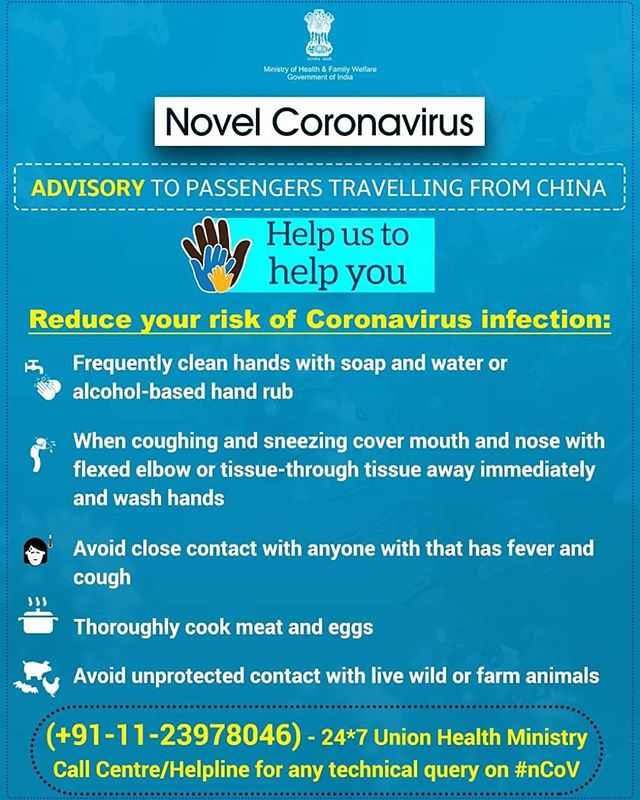 Ministry of Health & Family Welfare
Government of India
Novel Coronavirus
ADVISORY TO PASSENGERS TRAVELLING FROM CHINA
Help us to
help you
Reduce your risk of Coronavirus infection:
Frequently clean hands with soap and water or
alcohol-based hand rub
When coughing and sneezing cover mouth and nose with
flexed elbow or tissue-through tissue away immediately
and wash hands
Avoid close contact with anyone with that has fever and
cough
Thoroughly cook meat and eggs
Avoid unprotected contact with live wild or farm animals
(+91-11-23978046) - 24*7 Union Health Ministry
Call Centre/Helpline for any technical query on #nCoV